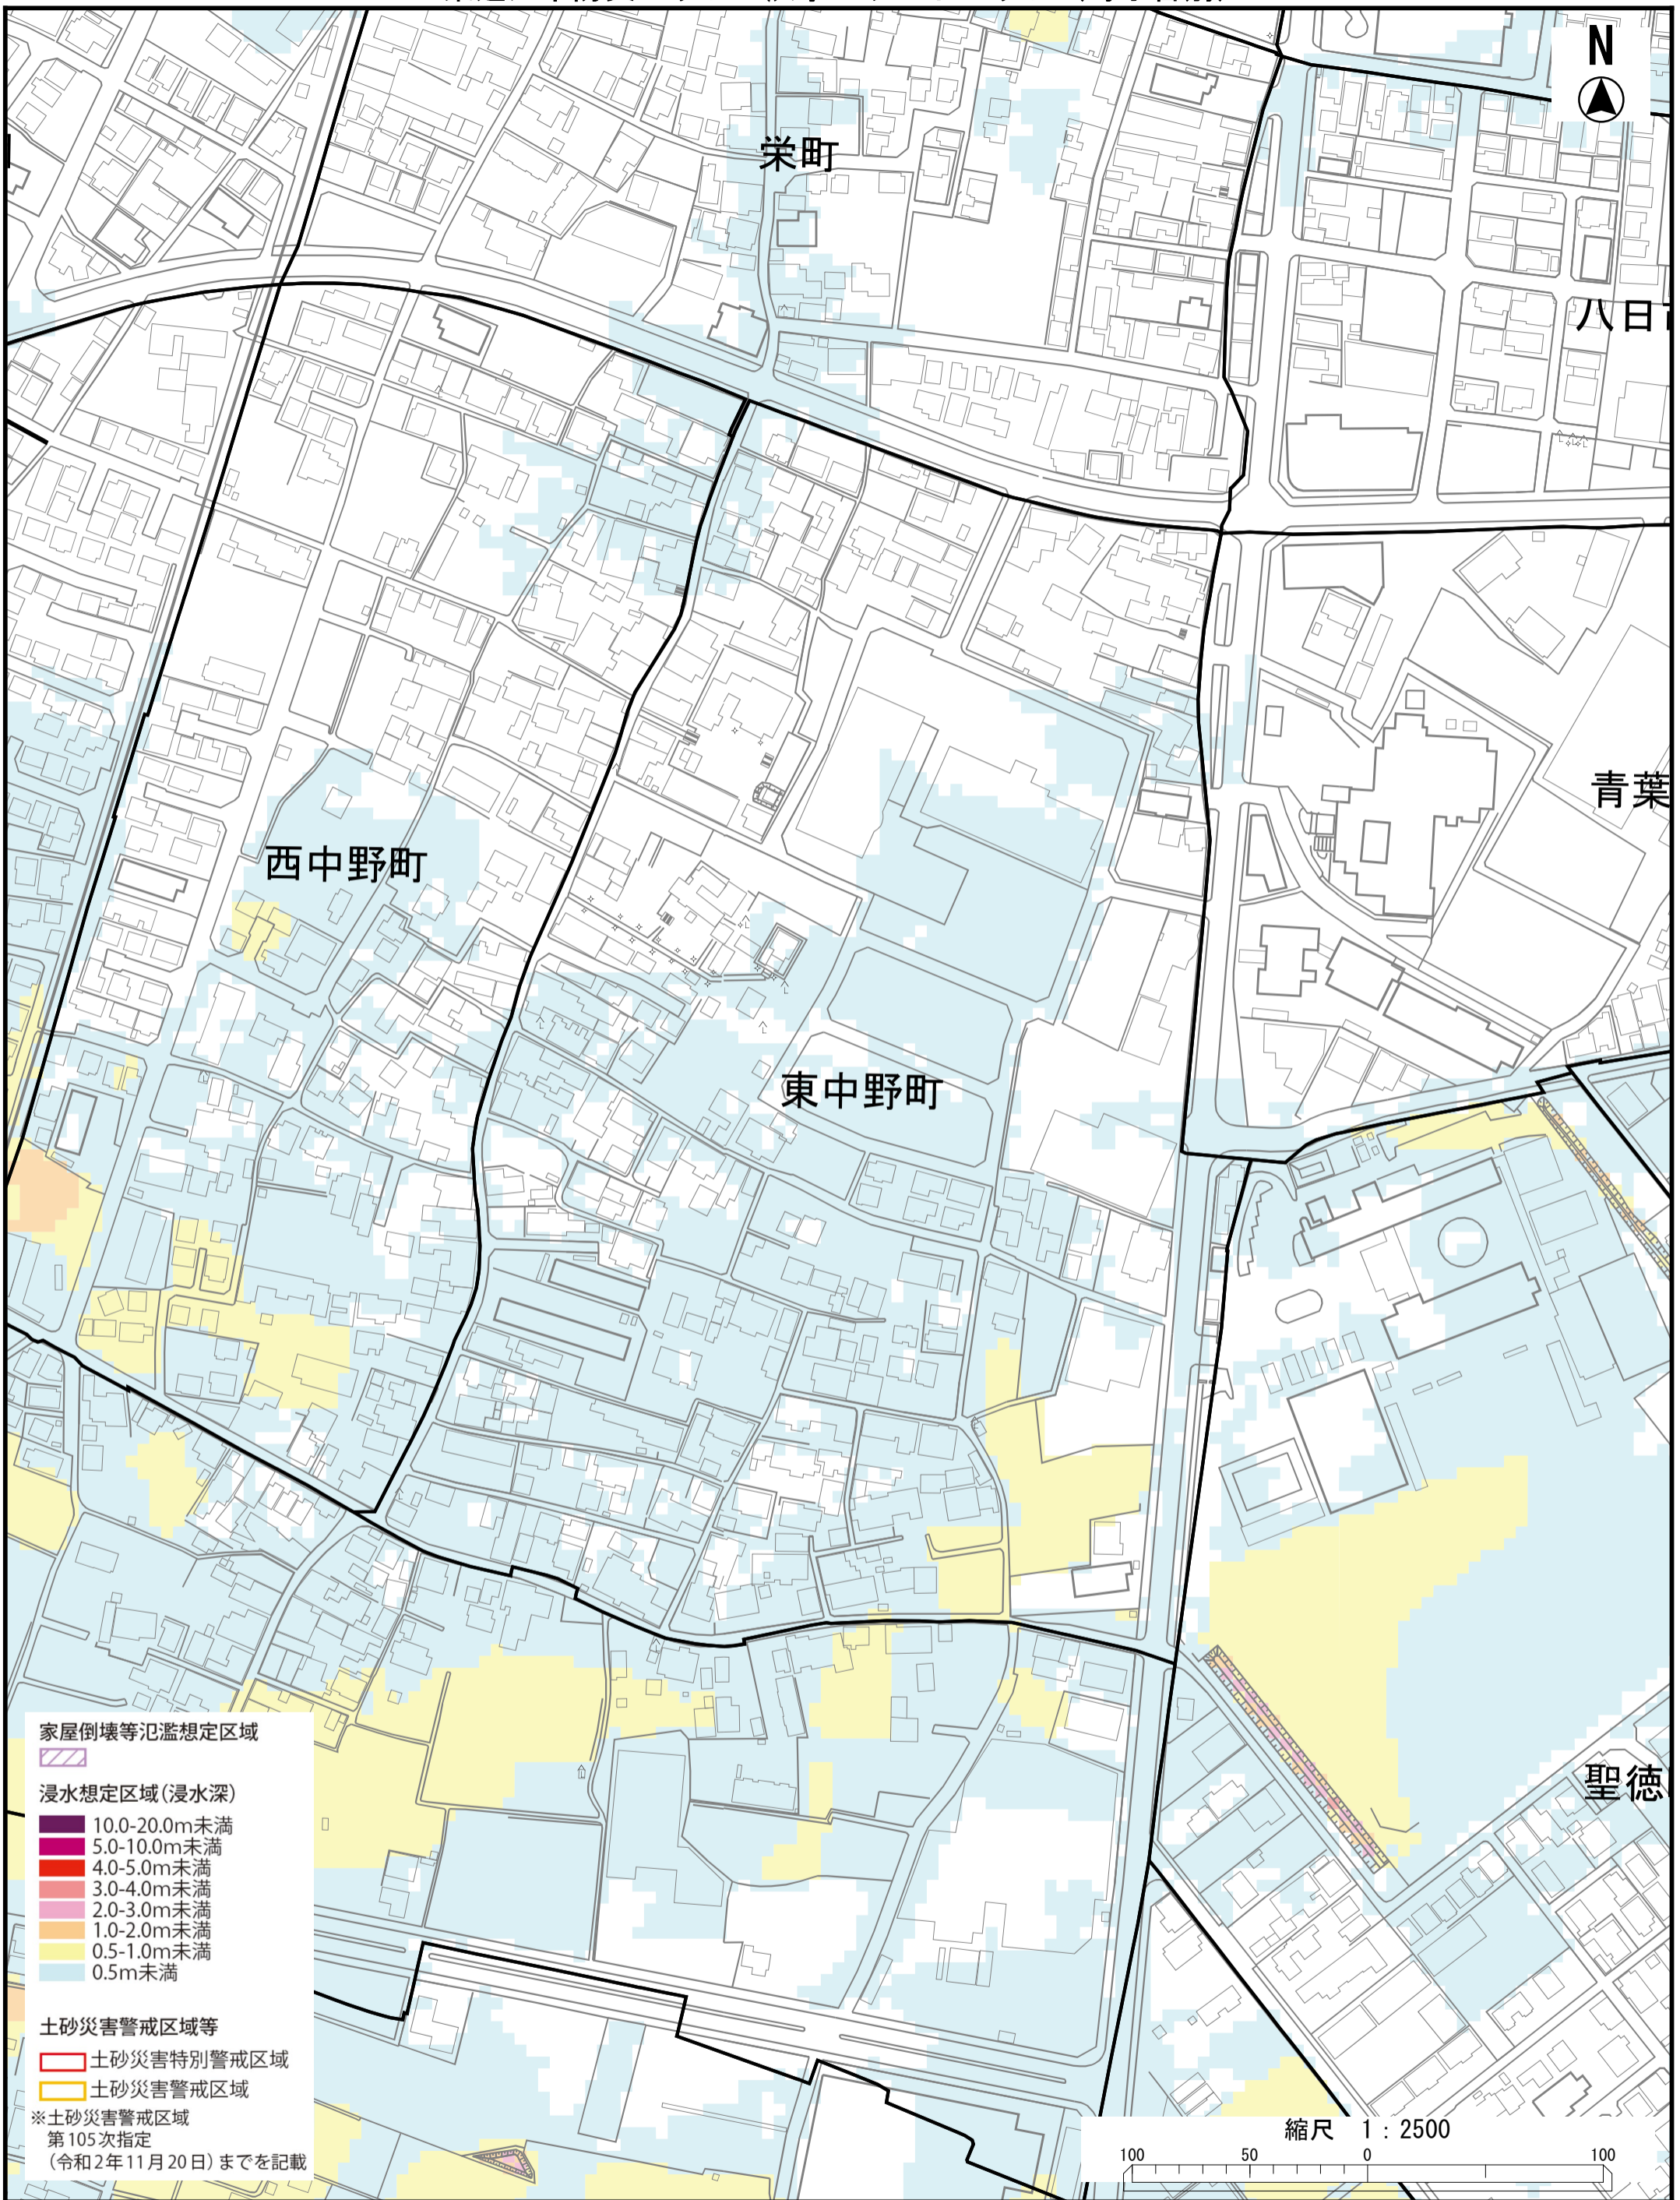 N
栄町
八日
青葉
西中野町
東中野町
聖徳
家屋倒壊等氾濫想定区域
浸水想定区域(浸水深)
10.0-20.0m未満
5.0-10.0m未満
4.0-5.0m未満
3.0-4.0m未満
2.0-3.0m未満
1.0-2.0m未満
0.5-1.0m未満
0.5m未満
土砂災害警戒区域等
土砂災害特別警戒区域
土砂災害警戒区域
※土砂災害警戒区域
第105次指定
(令和2年11月20日)までを記載
縮尺 1：2500
100 50 0 100